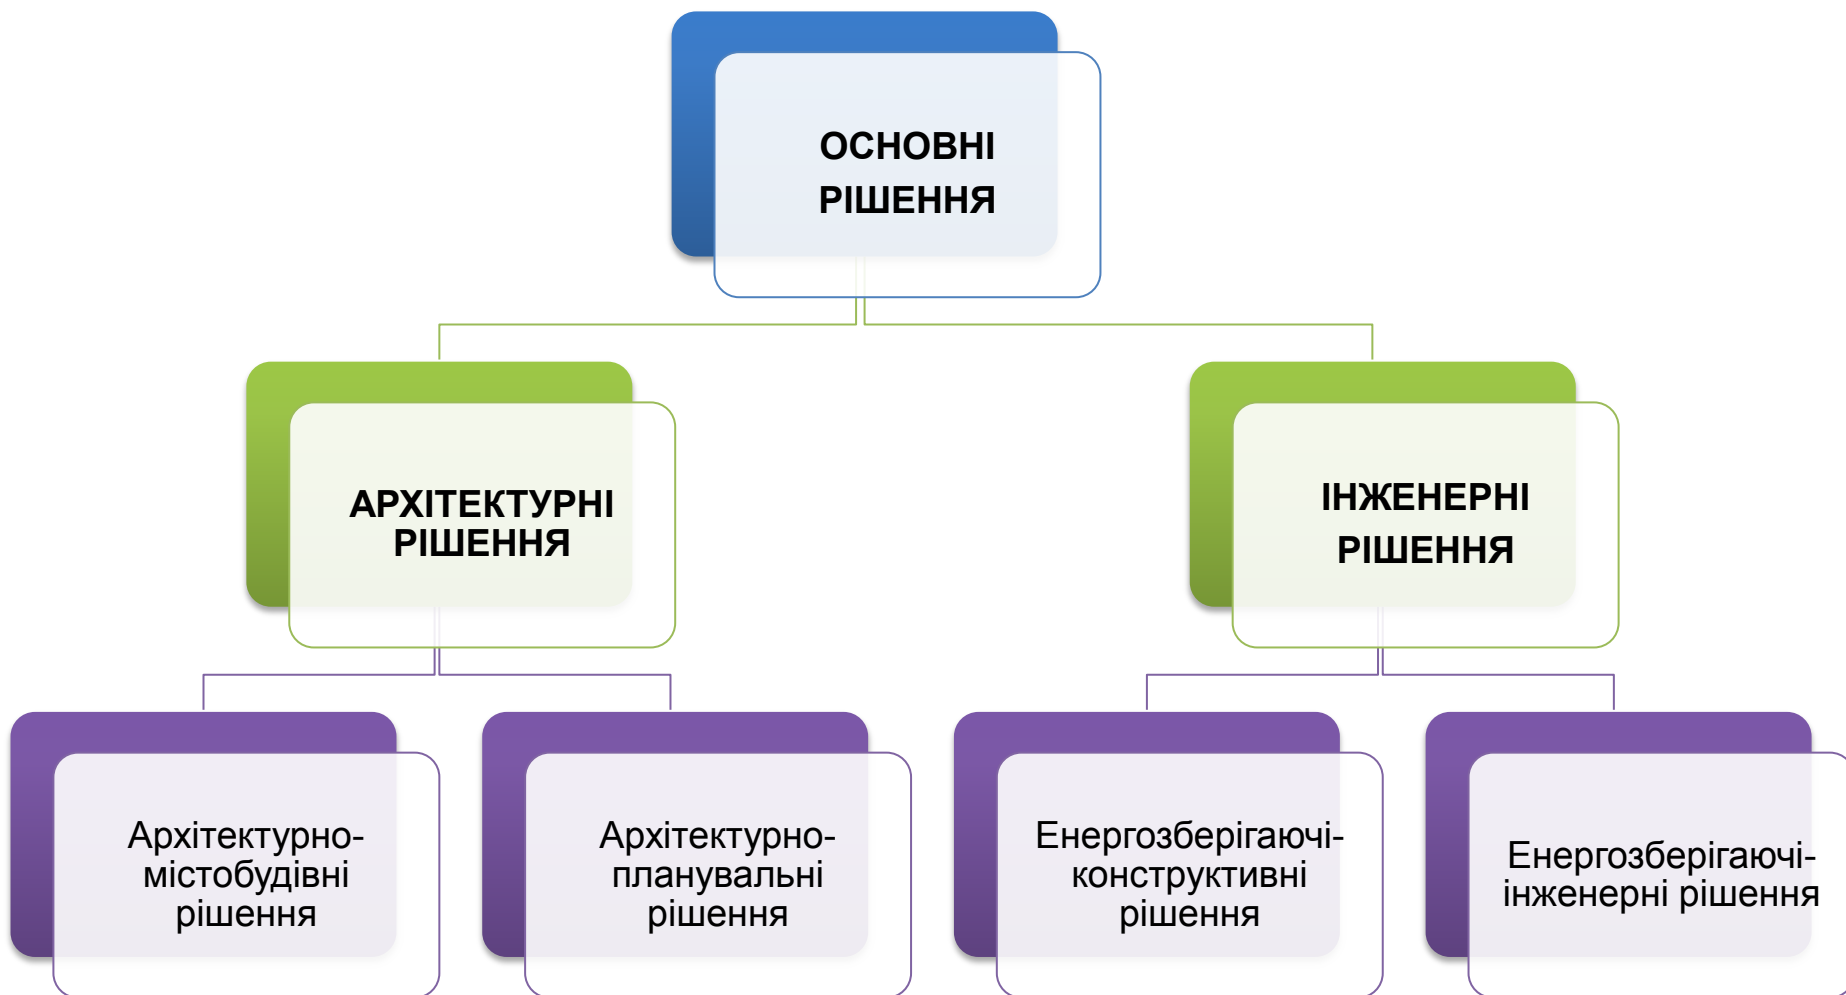 ОСНОВНІ
РІШЕННЯ
АРХІТЕКТУРНІ
РІШЕННЯ
ІНЖЕНЕРНІ
РІШЕННЯ
Архітектурно-
містобудівні
рішення
Архітектурно-
планувальні
рішення
Енергозберігаючі-
конструктивні
рішення
Енергозберігаючі-
інженерні рішення